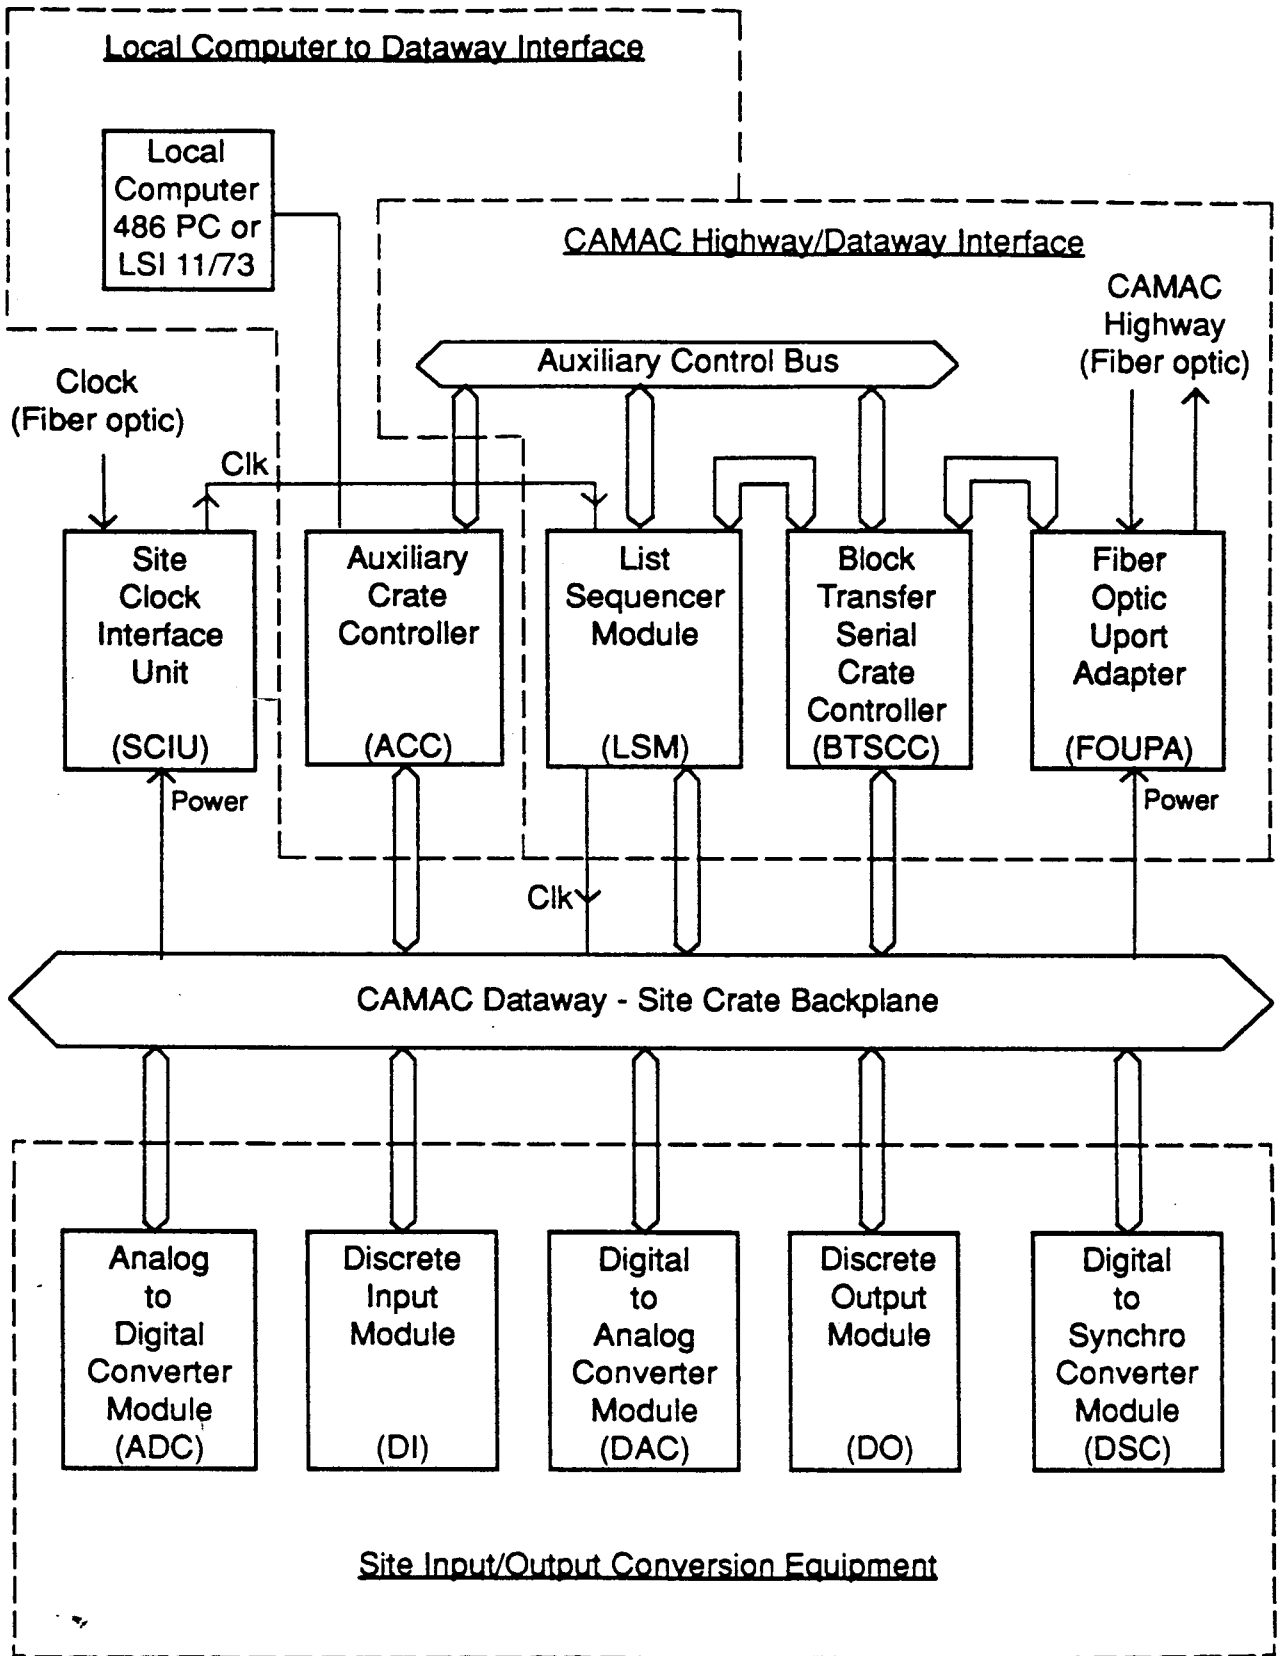 Local Computer to Dataway Interface
Local
Computer
486 PC or
LSI 11/73
CAMAC Highway/Dataway Interface
CAMAC
Highway
(Fiber optic)
Auxiliary Control Bus
Clock
(Fiber optic)
Clk
Site
Clock
Interface
Unit
(SCIU)
Auxiliary
Crate
Controller
(ACC)
List
Sequencer
Module
(LSM)
Block
Transfer
Serial
Crate
Controller
(BTSCC)
Fiber
Optic
Uport
Adapter
(FOUPA)
Power
Power
Clk
CAMAC Dataway - Site Crate Backplane
Analog
to
Digital
Converter
Module
(ADC)
Discrete
Input
Module
(DI)
Digital
to
Analog
Converter
Module
(DAC)
Discrete
Output
Module
(DO)
Digital
to
Synchro
Converter
Module
(DSC)
Site Input/Output Conversion Equipment